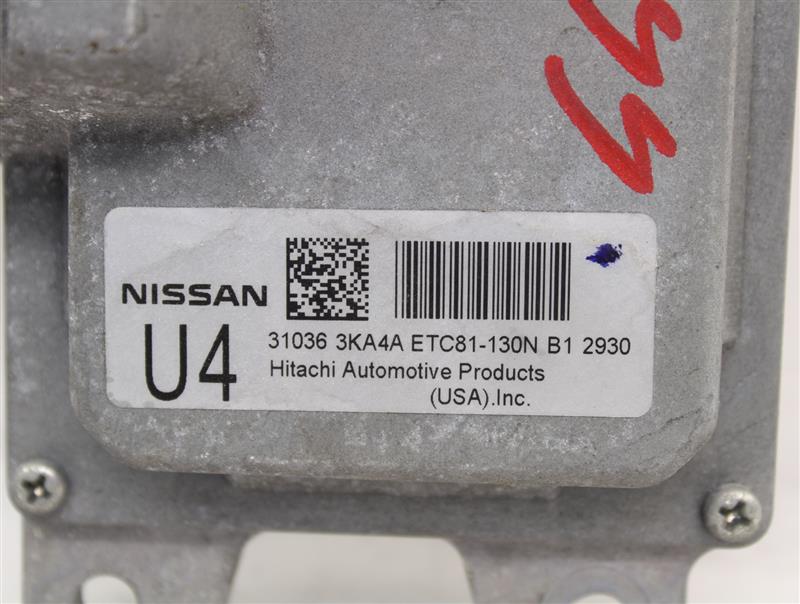 NISSAN
U4
31036 3KA4A ETC81-130N B1 2930
Hitachi Automotive Products
(USA).Inc.